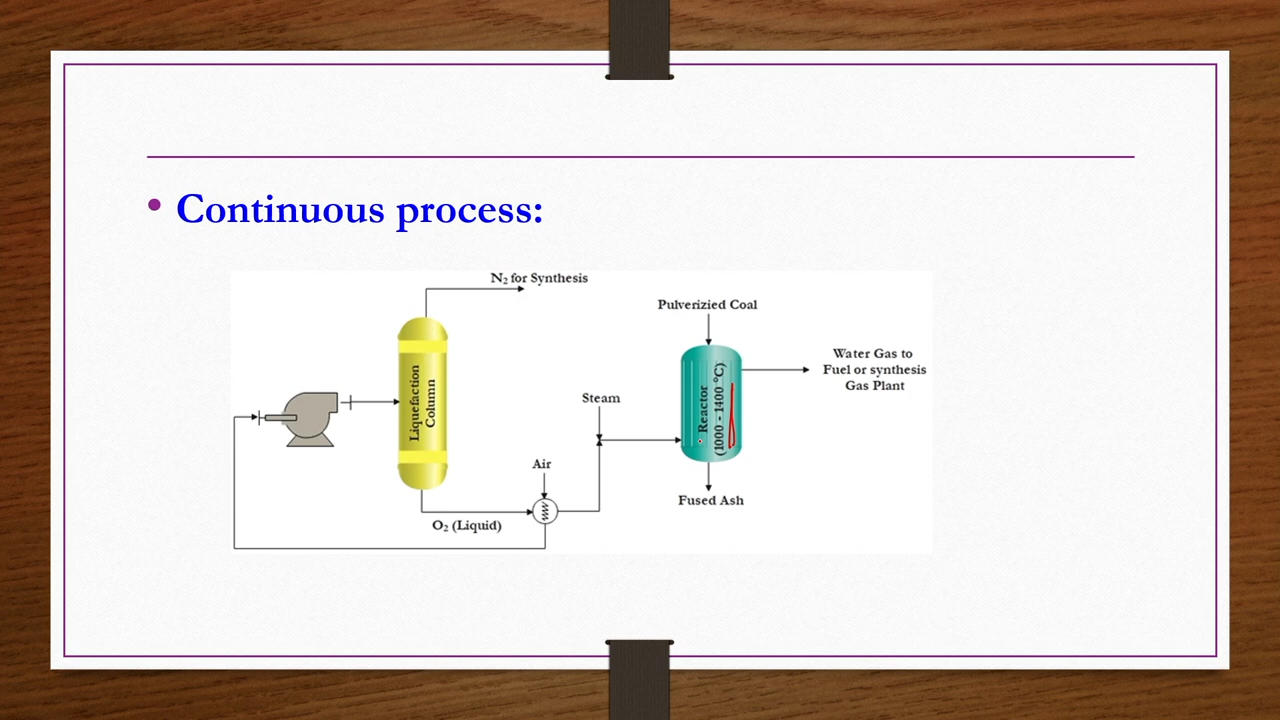 Continuous process:
N₂ for Synthesis
Pulverizied Coal
Water Gas to
Fuel or synthesis
Gas Plant
Liquefaction
Column
Reactor
(1000 - 1400 °C)
Steam
Air
O₂ (Liquid)
Fused Ash